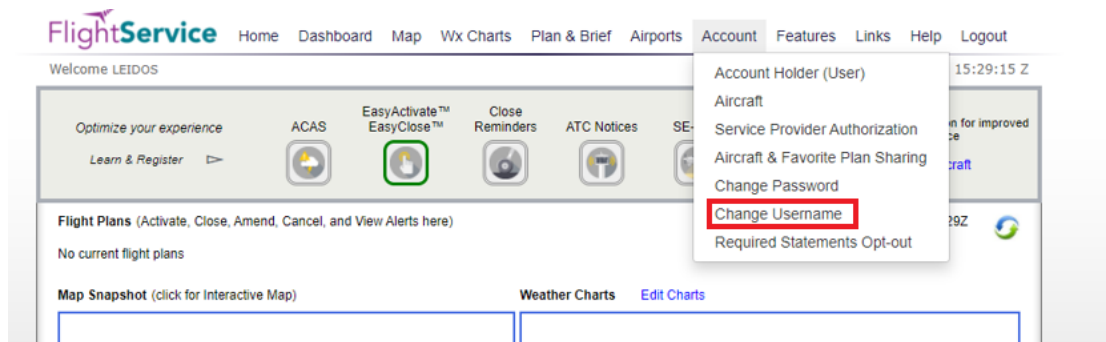 FlightService Home Dashboard Map Wx Charts Plan & Brief Airports Account Features Links Help Logout
Welcome LEIDOS 15:29:15 Z
Account Holder (User)
Aircraft
Service Provider Authorization
Aircraft & Favorite Plan Sharing
Change Password
Change Username
Required Statements Opt-out
Optimize your experience
Learn & Register
ACAS
EasyActivate™
EasyClose™
Close
Reminders
ATC Notices
SE-
n for improved
Flight Plans (Activate, Close, Amend, Cancel, and View Alerts here) 29Z
No current flight plans
Map Snapshot (click for Interactive Map)
Weather Charts Edit Charts